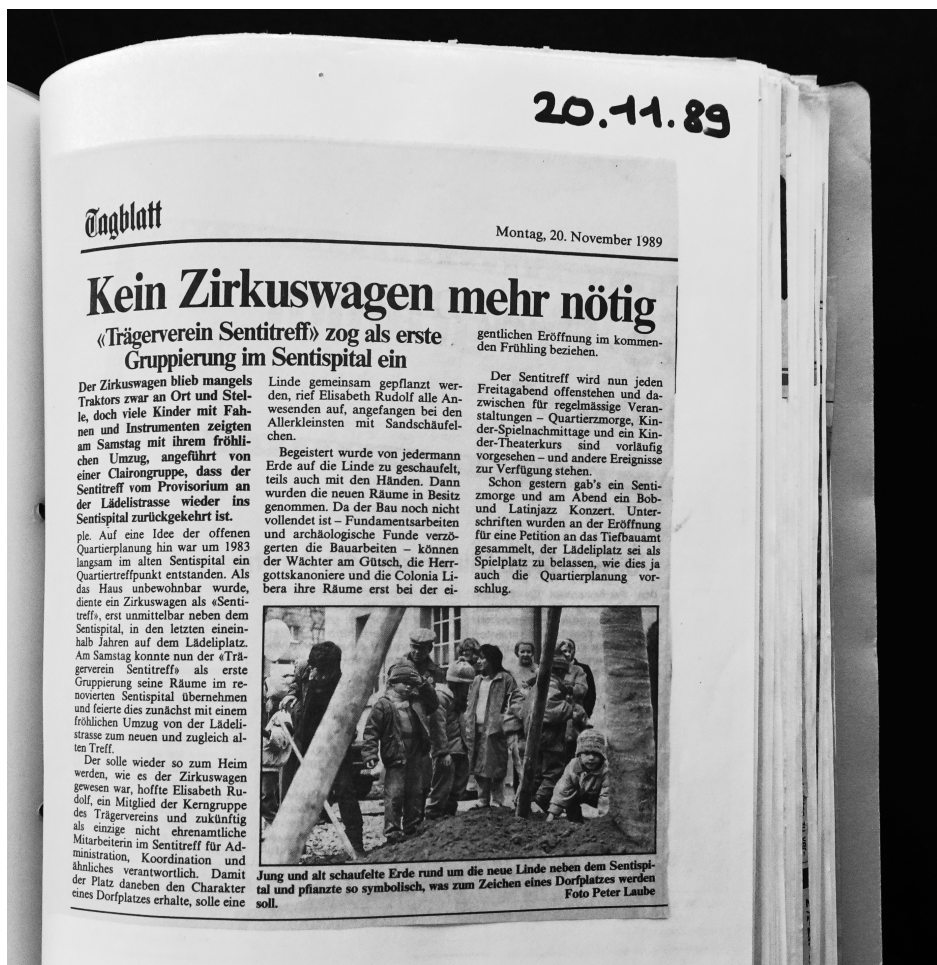 20.11.89
Tagblatt
Montag, 20. November 1989
Kein Zirkuswagen mehr nötig
«Trägerverein Sentitreff» zog als erste
Gruppierung im Sentispital ein
Der Zirkuswagen blieb mangels
Traktors zwar an Ort und Stel-
le, doch viele Kinder mit Fah-
nen und Instrumenten zeigten
am Samstag mit ihrem fröhli-
chen Umzug, angeführt von
einer Clairongruppe, dass der
Sentitreff vom Provisorium an
der Lädelistrasse wieder ins
Sentispital zurückgekehrt ist.
ple. Auf eine Idee der offenen
Quartierplanung hin war um 1983
langsam im alten Sentispital ein
Quartiertreffpunkt entstanden. Als
das Haus unbewohnbar wurde,
diente ein Zirkuswagen als «Senti-
treff», erst unmittelbar neben dem
Sentispital, in den letzten einein-
halb Jahren auf dem Lädeliplatz.
Am Samstag konnte nun der «Trä-
gerverein Sentitreff» als erste
Gruppierung seine Räume im re-
novierten Sentispital übernehmen
und feierte dies zunächst mit einem
fröhlichen Umzug von der Lädeli-
strasse zum neuen und zugleich al-
ten Treff.
Der solle wieder so zum Heim
werden, wie es der Zirkuswagen
gewesen war, hoffte Elisabeth Ru-
dolf, ein Mitglied der Kerngruppe
des Trägervereins und zukünftig
als einzige nicht ehrenamtliche
Mitarbeiterin im Sentitreff für Ad-
ministration, Koordination und
ähnliches verantwortlich. Damit
der Platz daneben den Charakter
eines Dorfplatzes erhalte, solle eine
Linde gemeinsam gepflanzt wer-
den, rief Elisabeth Rudolf alle An-
wesenden auf, angefangen bei den
Allerkleinsten mit Sandschäufel-
chen.
Begeistert wurde von jedermann
Erde auf die Linde zu geschaufelt,
teils auch mit den Händen. Dann
wurden die neuen Räume in Besitz
genommen. Da der Bau noch nicht
vollendet ist – Fundamentsarbeiten
und archäologische Funde verzö-
gerten die Bauarbeiten – können
der Wächter am Gütsch, die Herr-
gottskanoniere und die Colonia Li-
bera ihre Räume erst bei der ei-
gentlichen Eröffnung im kommen-
den Frühling beziehen.
Der Sentitreff wird nun jeden
Freitagabend offenstehen und da-
zwischen für regelmässige Veran-
staltungen – Quartierzmorge, Kin-
der-Spielnachmittage und ein Kin-
der-Theaterkurs sind vorläufig
vorgesehen – und andere Ereignisse
zur Verfügung stehen.
Schon gestern gab's ein Senti-
zmorge und am Abend ein Bob-
und Latinjazz Konzert. Unter-
schriften wurden an der Eröffnung
für eine Petition an das Tiefbauamt
gesammelt, der Lädeliplatz sei als
Spielplatz zu belassen, wie dies ja
auch die Quartierplanung vor-
schlug.
Jung und alt schaufelte Erde rund um die neue Linde neben dem Sentispi-
tal und pflanzte so symbolisch, was zum Zeichen eines Dorfplatzes werden
soll.
Foto Peter Laube